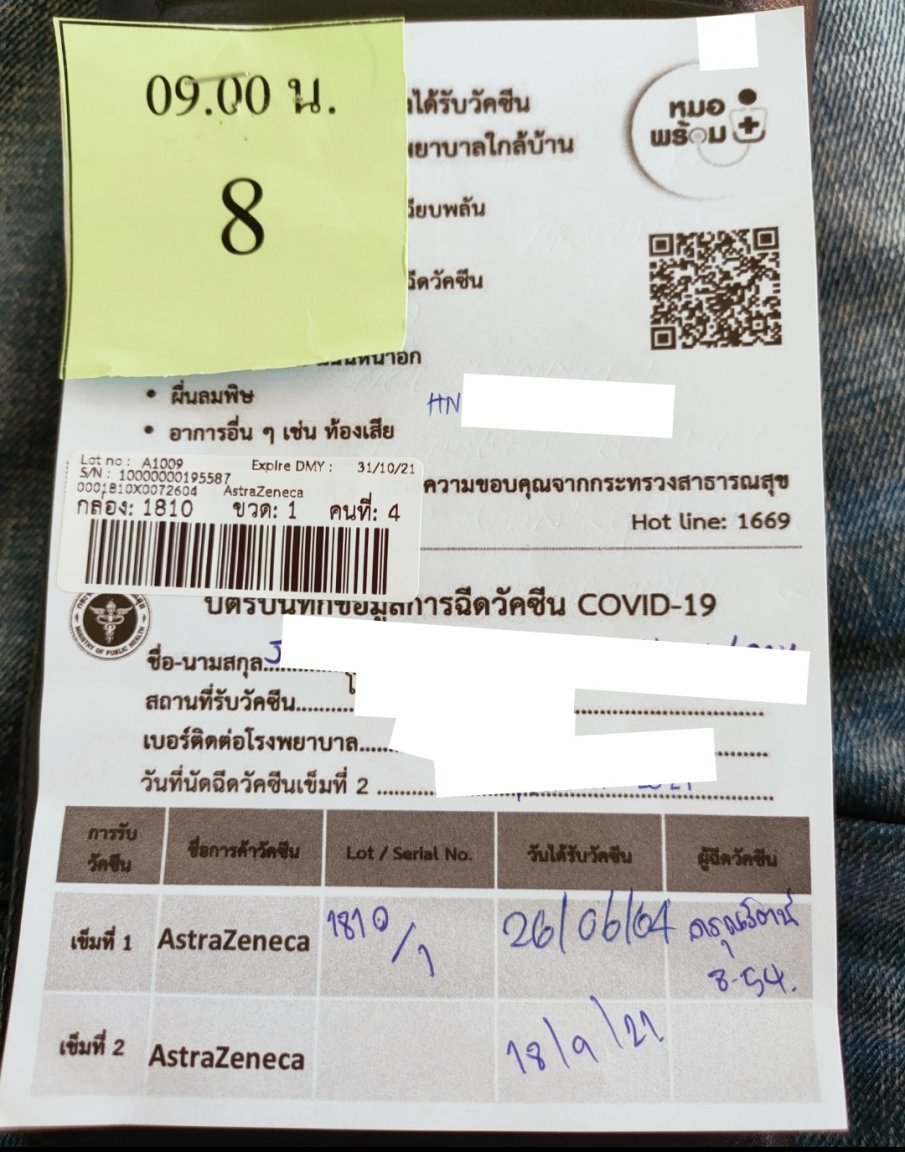 09.00 น.
8
ได้รับวัคซีน
พยาบาลใกล้บ้าน
ฉียบพลัน
ฉีดวัคซีน
หมอ
พร้อม
• ผื่นลมพิษ
HN
• อาการอื่น ๆ เช่น ท้องเสีย
Lot no : A1009 Expire DMY : 31/10/21
S/N : 10000000195587
0001810X0072604 AstraZeneca
กล่อง: 1810 ขวด: 1 คนที่: 4
ความขอบคุณจากกระทรวงสาธารณสุข
Hot line: 1669
บัตรบันทึกข้อมูลการฉีดวัคซีน COVID-19
MINISTRY OF PUBLIC HEALTH
ชื่อ-นามสกุล
สถานที่รับวัคซีน
เบอร์ติดต่อโรงพยาบาล
วันที่นัดฉีดวัคซีนเข็มที่ 2
การรับวัคซีน ชื่อการค้าวัคซีน Lot / Serial No. วันได้รับวัคซีน ผู้ฉีดวัคซีน
เข็มที่ 1 AstraZeneca 1810/1 26/06/64
8.54.
เข็มที่ 2 AstraZeneca 18/9/21